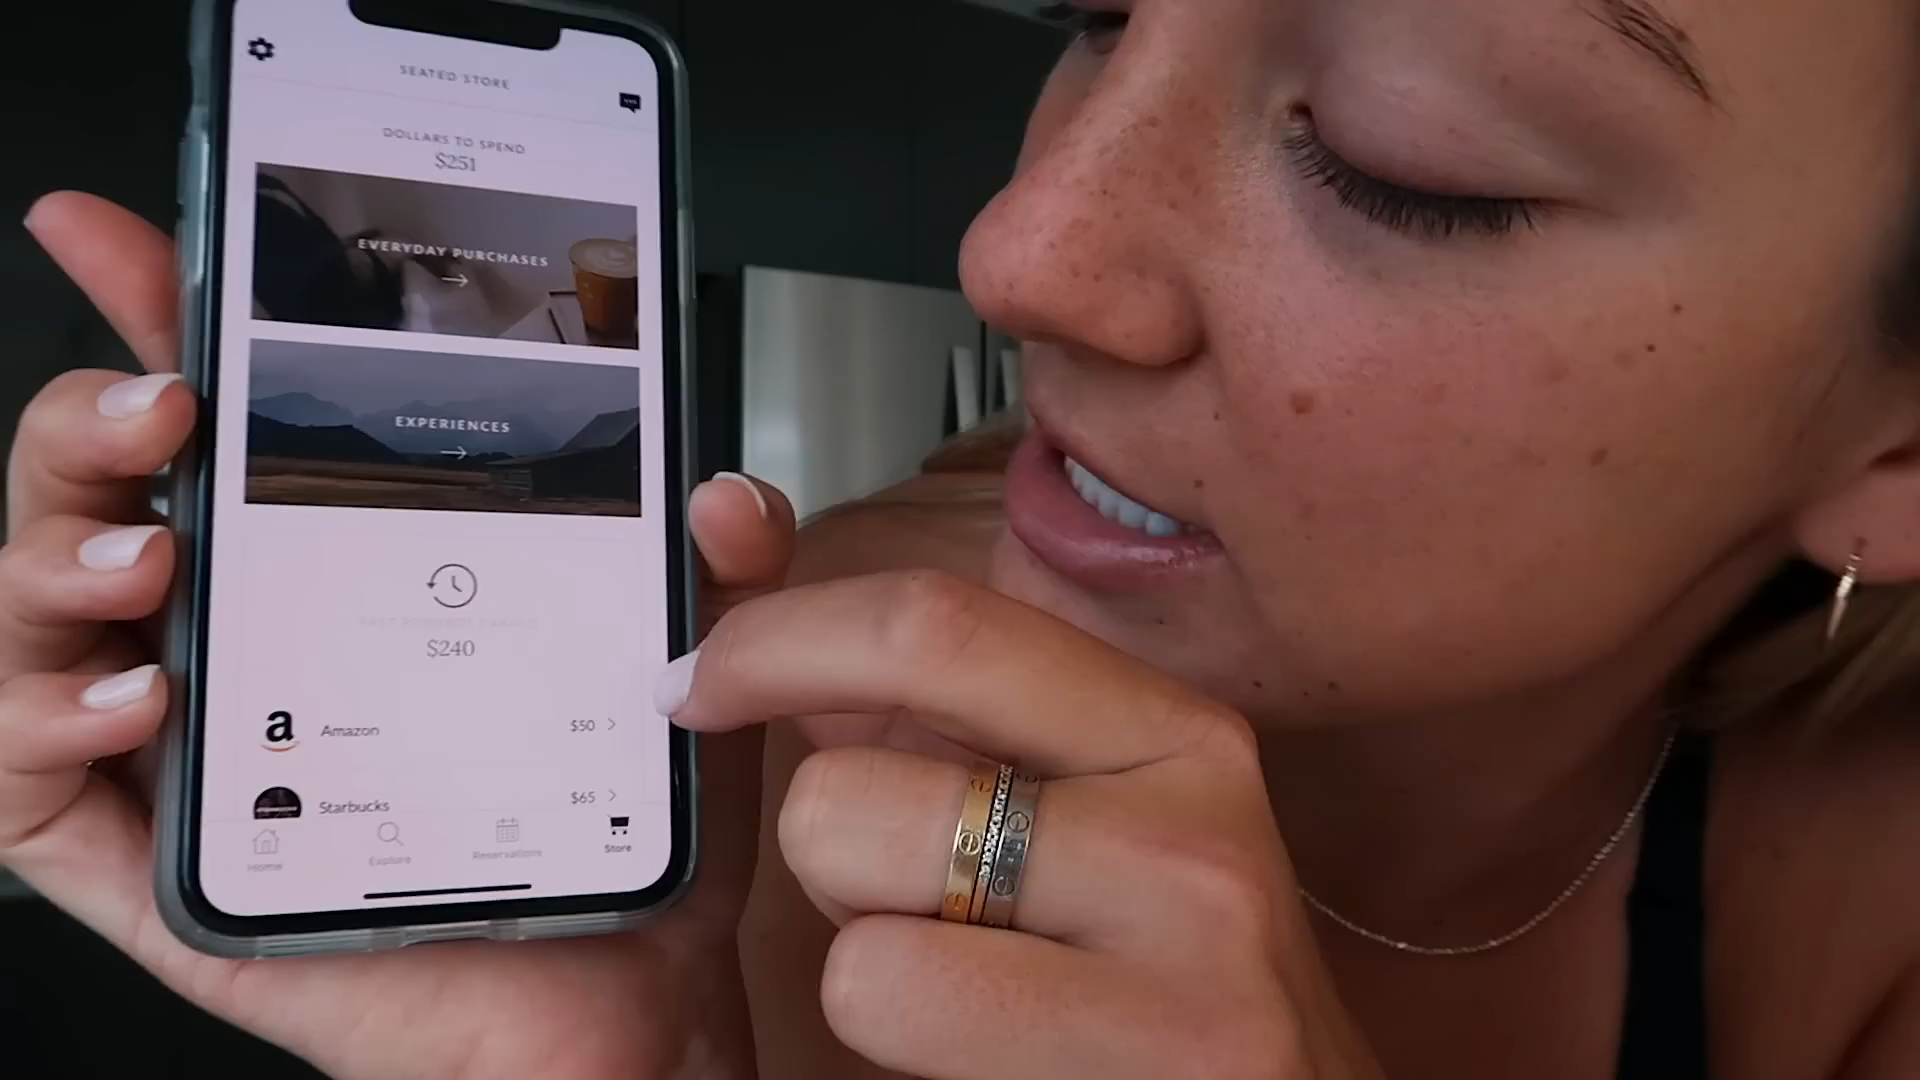 SEATED STORE
DOLLARS TO SPEND
$251
EVERYDAY PURCHASES
EXPERIENCES
$240
a Amazon $50
Starbucks $65
Home Explore Reservations Store